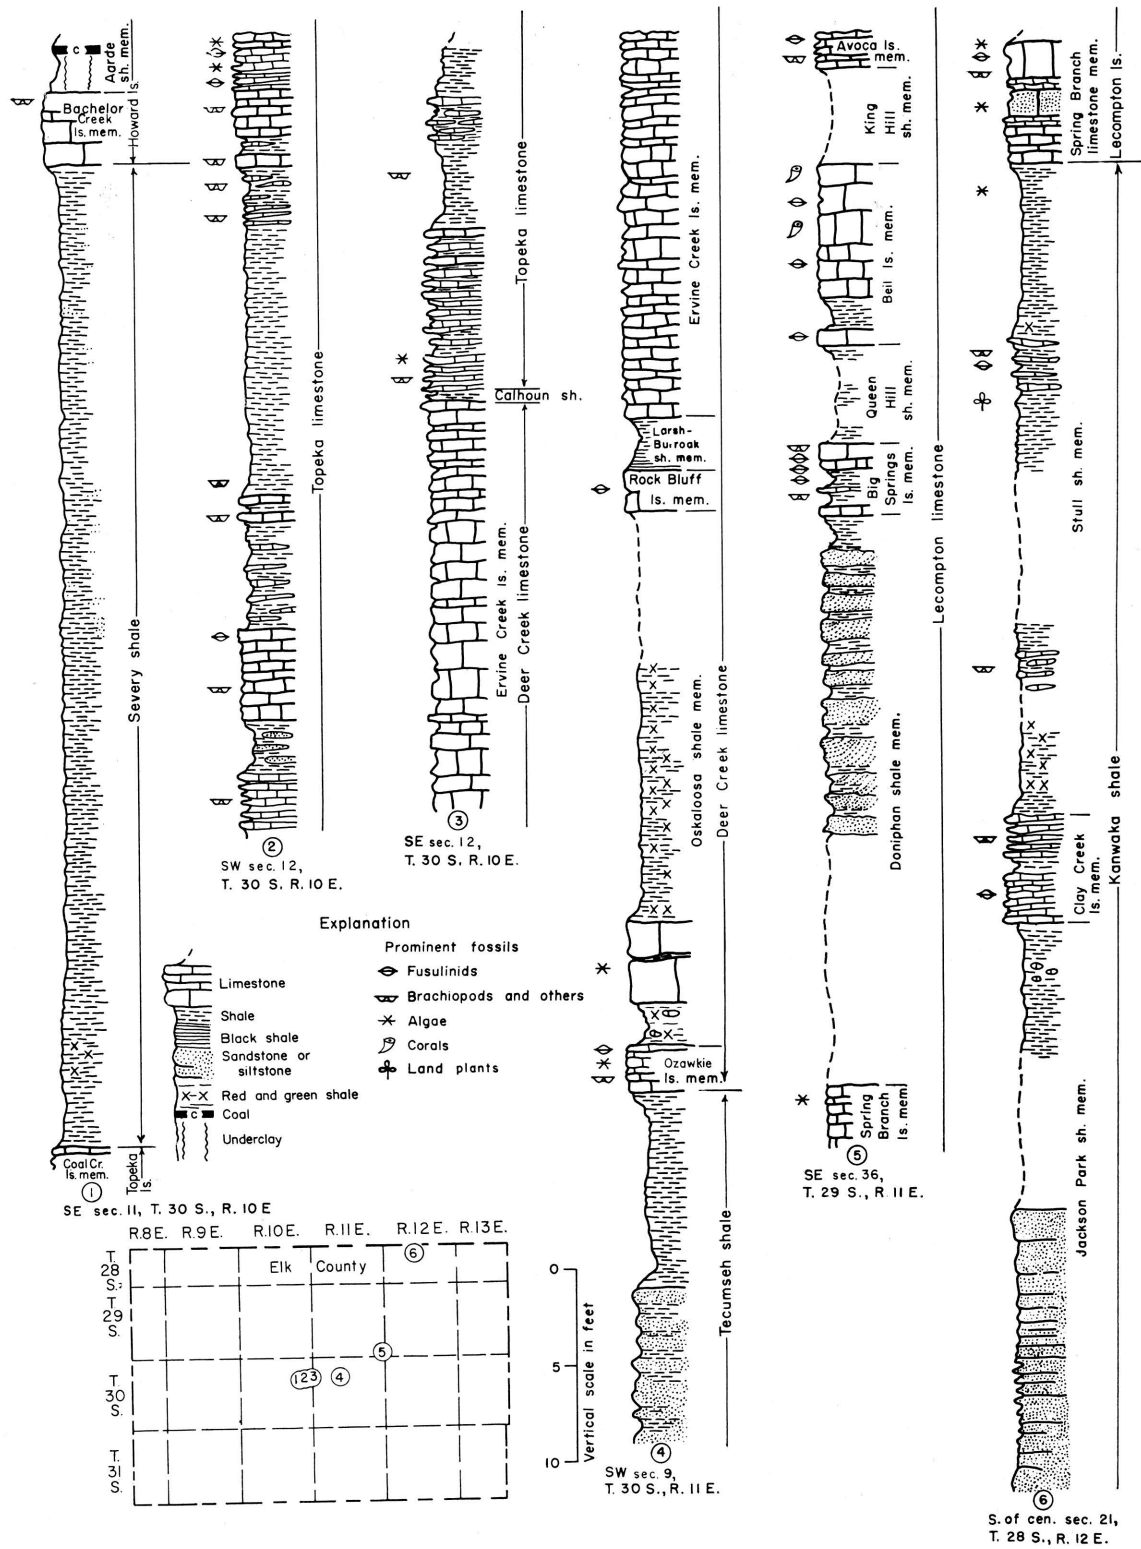 C
Aarde
sh. mem.
Bachelor
Creek
ls. mem.
Howard ls.
Severy shale
Coal Cr.
ls. mem.
Topeka
ls.
1
SE sec. 11, T. 30 S., R. 10 E
Topeka limestone
2
SW sec. 12,
T. 30 S. R. 10 E.
Topeka limestone
Calhoun sh.
Ervine Creek ls. mem.
Deer Creek limestone
3
SE sec. 12,
T. 30 S. R. 10 E.
Ervine Creek ls. mem.
Larsh-
Burroak
sh. mem.
Rock Bluff
ls. mem.
Oskaloosa shale mem.
Deer Creek limestone
Ozawkie
ls. mem.
Tecumseh shale
4
SW sec. 9,
T. 30 S., R. 11 E.
Avoca ls.
mem.
King
Hill
sh. mem.
Beil ls. mem.
Queen
Hill
sh. mem.
Big
Springs
ls. mem.
Doniphan shale mem.
Lecompton limestone
Spring
Branch
ls. mem.
5
SE sec. 36,
T. 29 S., R. 11 E.
Spring Branch
limestone mem.
Lecompton ls.
Stull sh. mem.
Clay Creek
ls. mem.
Kanwaka shale
Jackson Park sh. mem.
6
S. of cen. sec. 21,
T. 28 S., R. 12 E.
Explanation
Limestone
Shale
Black shale
Sandstone or
siltstone
X-X Red and green shale
C Coal
Underclay
Prominent fossils
Fusulinids
Brachiopods and others
Algae
Corals
Land plants
R.8 E. R.9 E. R.10 E. R.11 E. R.12 E. R.13 E.
T.
28
S.
T.
29
S.
T.
30
S.
T.
31
S.
Elk County
6
5
123 4
0
5
10
Vertical scale in feet